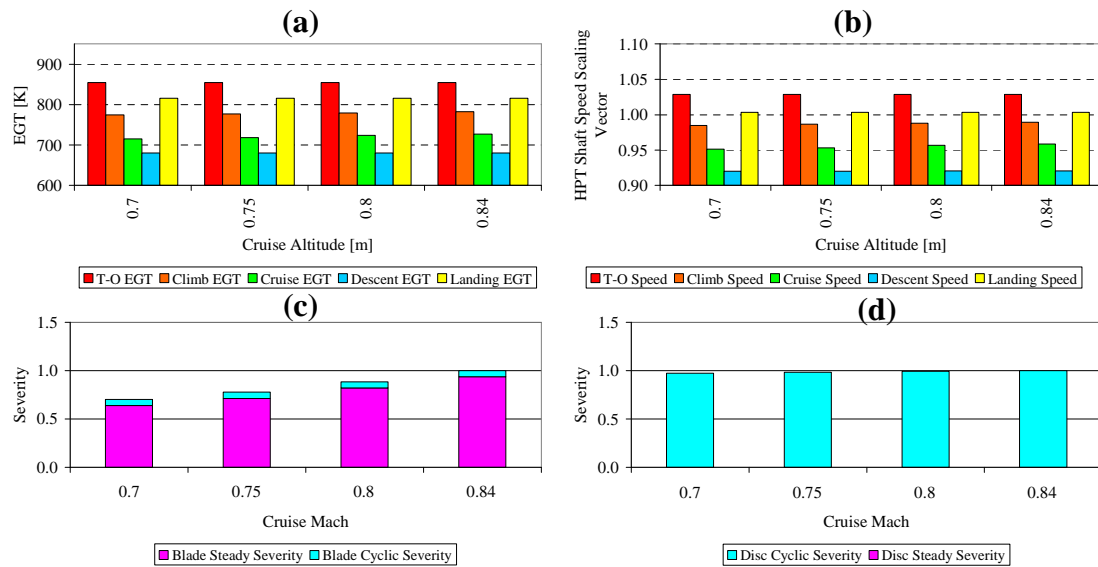 (a)
EGT [K]
900
800
700
600
0.7
0.75
0.8
0.84
Cruise Altitude [m]
T-O EGT Climb EGT Cruise EGT Descent EGT Landing EGT
(b)
HPT Shaft Speed Scaling
Vector
1.10
1.05
1.00
0.95
0.90
0.7
0.75
0.8
0.84
Cruise Altitude [m]
T-O Speed Climb Speed Cruise Speed Descent Speed Landing Speed
(c)
Severity
1.5
1.0
0.5
0.0
0.7 0.75 0.8 0.84
Cruise Mach
Blade Steady Severity Blade Cyclic Severity
(d)
Severity
1.5
1.0
0.5
0.0
0.7 0.75 0.8 0.84
Cruise Mach
Disc Cyclic Severity Disc Steady Severity